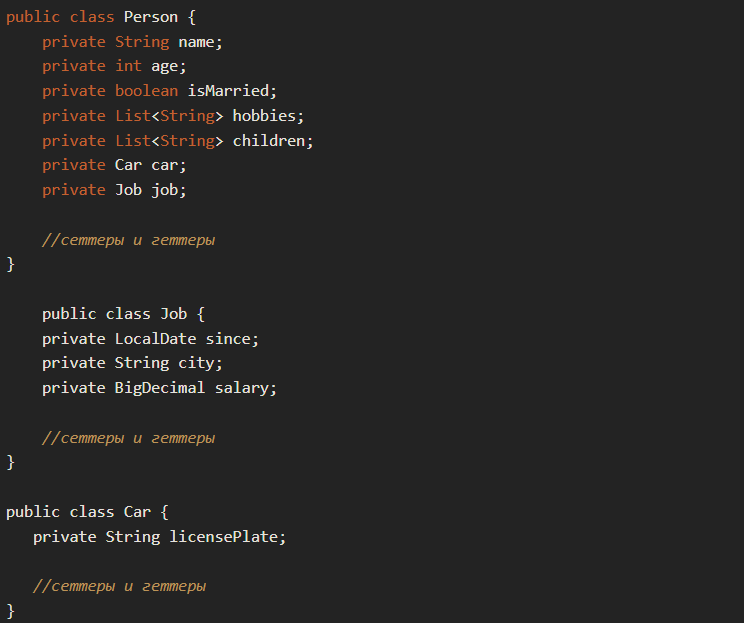 public class Person {
    private String name;
    private int age;
    private boolean isMarried;
    private List<String> hobbies;
    private List<String> children;
    private Car car;
    private Job job;

    //сеттеры и геттеры
}

    public class Job {
    private LocalDate since;
    private String city;
    private BigDecimal salary;

    //сеттеры и геттеры
}

public class Car {
   private String licensePlate;

   //сеттеры и геттеры
}